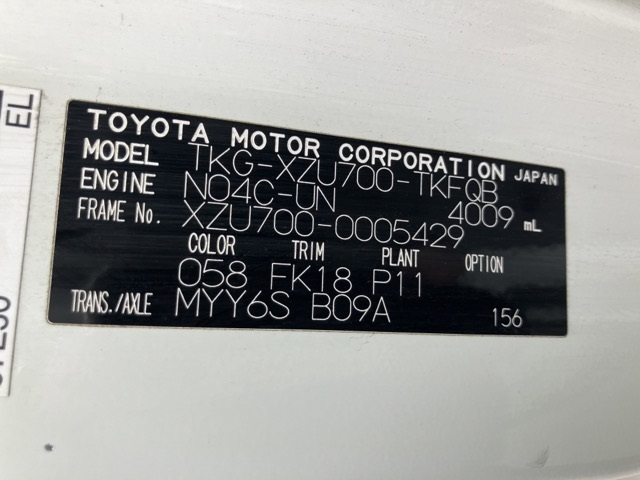 TOYOTA MOTOR CORPORATION JAPAN
MODEL TKG-XZU700-TKFQB
ENGINE N04C-UN 4009 mL
FRAME No. XZU700-0005429
COLOR TRIM PLANT OPTION
058 FK18 P11
TRANS./AXLE MYY6S B09A 156
EL